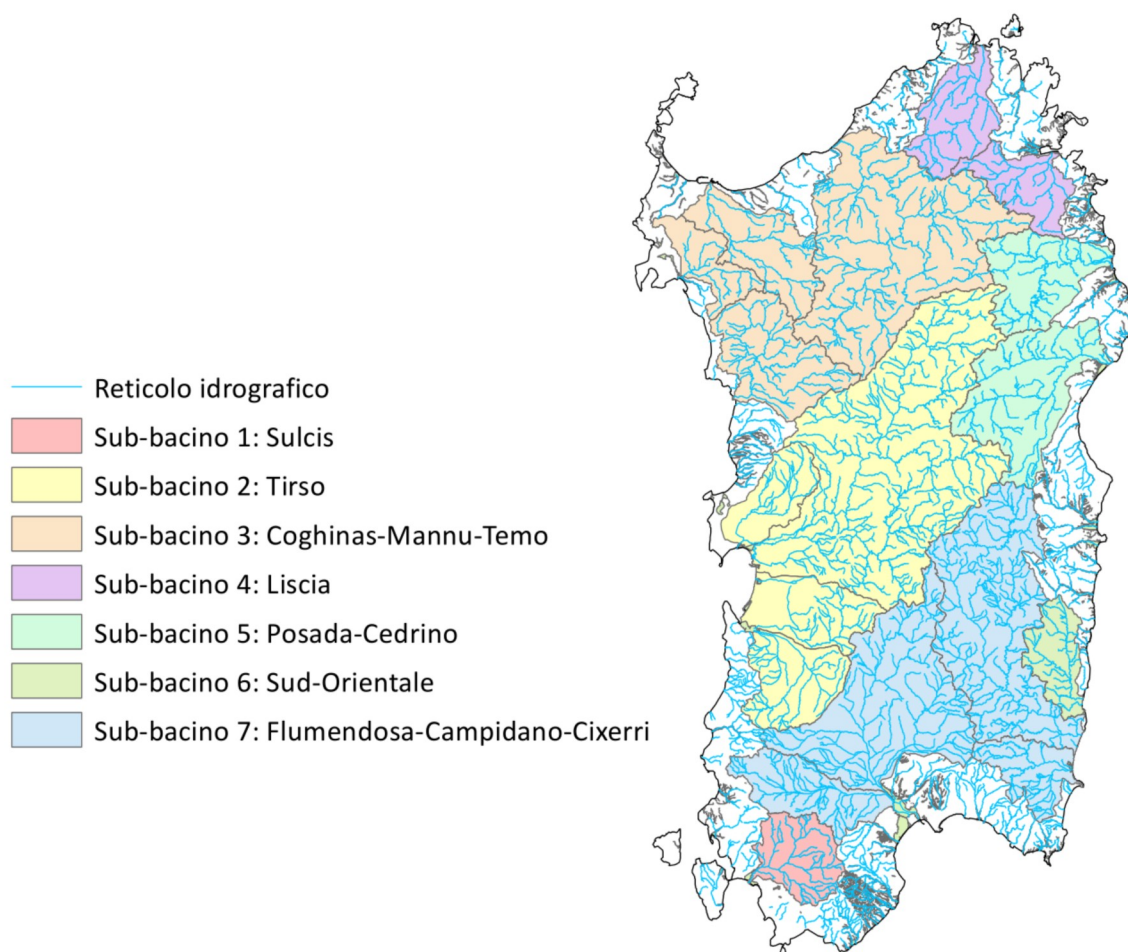 Reticolo idrografico
Sub-bacino 1: Sulcis
Sub-bacino 2: Tirso
Sub-bacino 3: Coghinas-Mannu-Temo
Sub-bacino 4: Liscia
Sub-bacino 5: Posada-Cedrino
Sub-bacino 6: Sud-Orientale
Sub-bacino 7: Flumendosa-Campidano-Cixerri